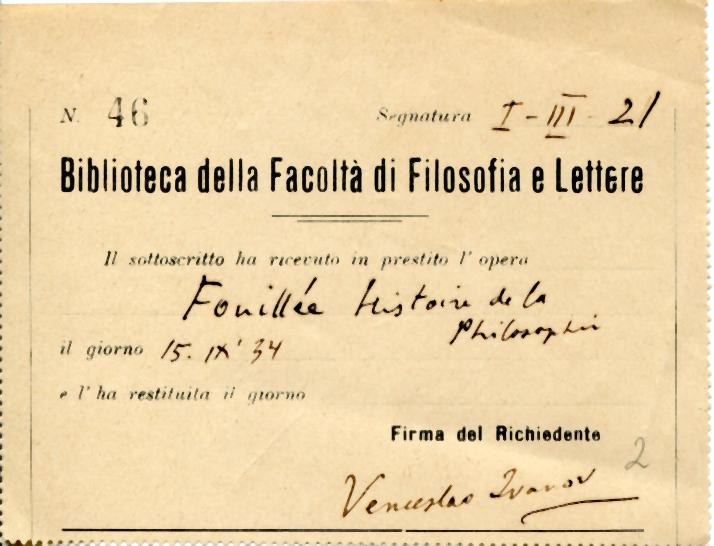 N. 46 Segnatura I - III - 21
Biblioteca della Facoltà di Filosofia e Lettere
Il sottoscritto ha ricevuto in prestito l'opera
Fouillée Histoire de la
Philosophie
il giorno 15. IX' 34
e l'ha restituita il giorno
Firma del Richiedente
2
Venceslao Ivanov